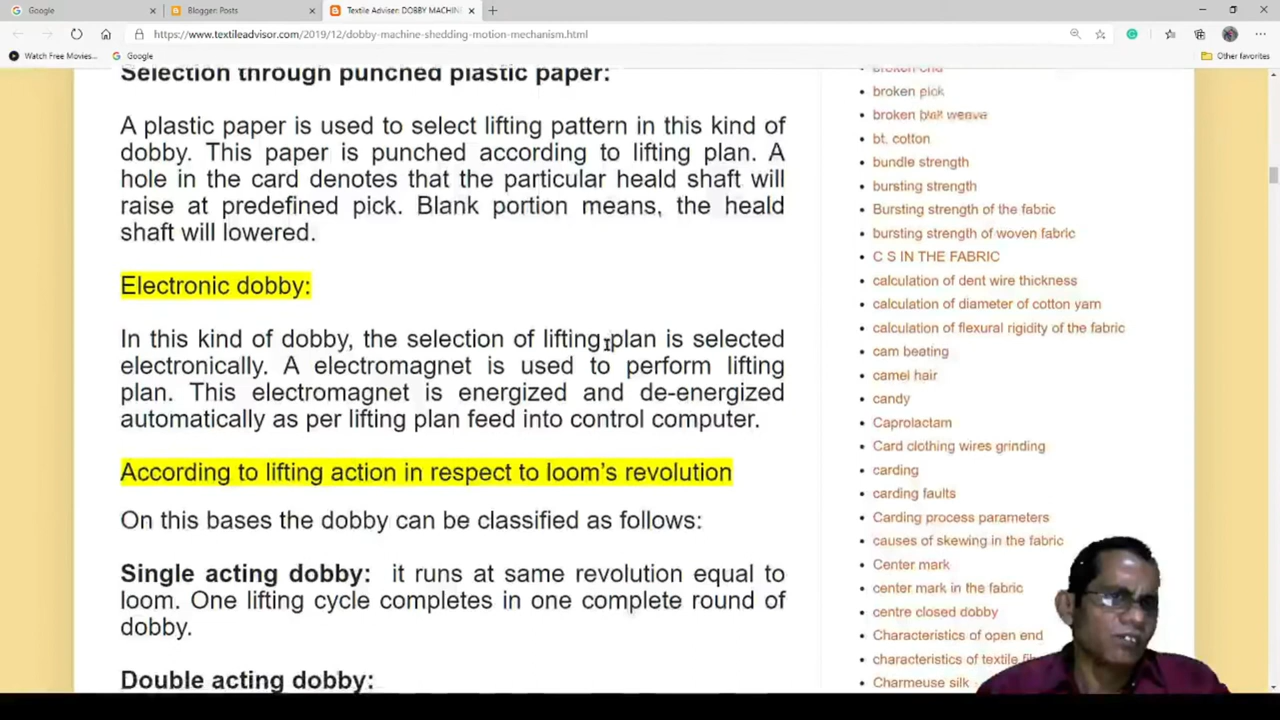 Google
Blogger: Posts
Textile Adviser: DOBBY MACHIN
https://www.textileadvisor.com/2019/12/dobby-machine-shedding-motion-mechanism.html
Watch Free Movies...
Google
Other favorites
Selection through punched plastic paper:
A plastic paper is used to select lifting pattern in this kind of
dobby. This paper is punched according to lifting plan. A
hole in the card denotes that the particular heald shaft will
raise at predefined pick. Blank portion means, the heald
shaft will lowered.
Electronic dobby:
In this kind of dobby, the selection of lifting plan is selected
electronically. A electromagnet is used to perform lifting
plan. This electromagnet is energized and de-energized
automatically as per lifting plan feed into control computer.
According to lifting action in respect to loom's revolution
On this bases the dobby can be classified as follows:
Single acting dobby: it runs at same revolution equal to
loom. One lifting cycle completes in one complete round of
dobby.
Double acting dobby:
broken end
broken pick
broken twill weave
bt. cotton
bundle strength
bursting strength
Bursting strength of the fabric
bursting strength of woven fabric
C S IN THE FABRIC
calculation of dent wire thickness
calculation of diameter of cotton yarn
calculation of flexural rigidity of the fabric
cam beating
camel hair
candy
Caprolactam
Card clothing wires grinding
carding
carding faults
Carding process parameters
causes of skewing in the fabric
Center mark
center mark in the fabric
centre closed dobby
Characteristics of open end
characteristics of textile
Charmeuse silk